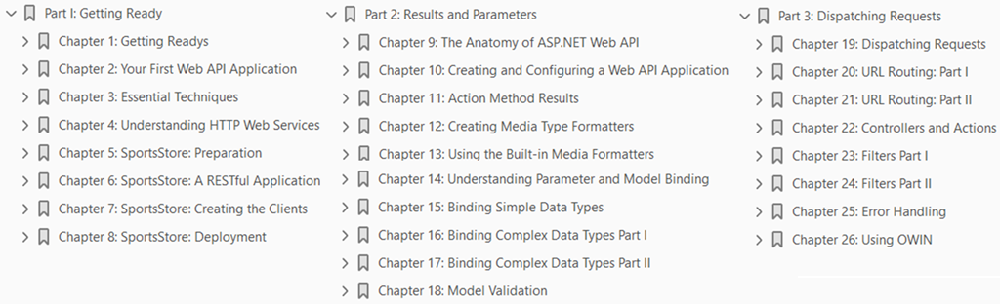 Part I: Getting Ready
Chapter 1: Getting Readys
Chapter 2: Your First Web API Application
Chapter 3: Essential Techniques
Chapter 4: Understanding HTTP Web Services
Chapter 5: SportsStore: Preparation
Chapter 6: SportsStore: A RESTful Application
Chapter 7: SportsStore: Creating the Clients
Chapter 8: SportsStore: Deployment
Part 2: Results and Parameters
Chapter 9: The Anatomy of ASP.NET Web API
Chapter 10: Creating and Configuring a Web API Application
Chapter 11: Action Method Results
Chapter 12: Creating Media Type Formatters
Chapter 13: Using the Built-in Media Formatters
Chapter 14: Understanding Parameter and Model Binding
Chapter 15: Binding Simple Data Types
Chapter 16: Binding Complex Data Types Part I
Chapter 17: Binding Complex Data Types Part II
Chapter 18: Model Validation
Part 3: Dispatching Requests
Chapter 19: Dispatching Requests
Chapter 20: URL Routing: Part I
Chapter 21: URL Routing: Part II
Chapter 22: Controllers and Actions
Chapter 23: Filters Part I
Chapter 24: Filters Part II
Chapter 25: Error Handling
Chapter 26: Using OWIN